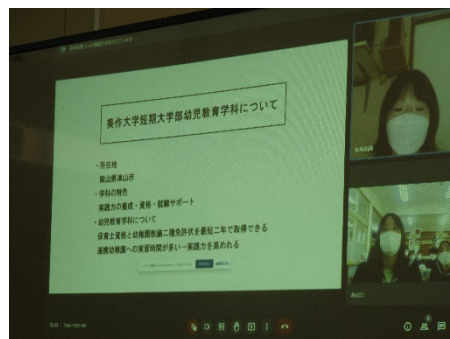 美作大学短期大学部幼児教育学科について
・所在地
岡山県津山市
・学科の特色
実践力の養成・資格・就職サポート
・幼児教育学科について
保育士資格と幼稚園教諭二種免許状を最短二年で取得できる
連携幼稚園への実習時間が多い→実践力を高められる